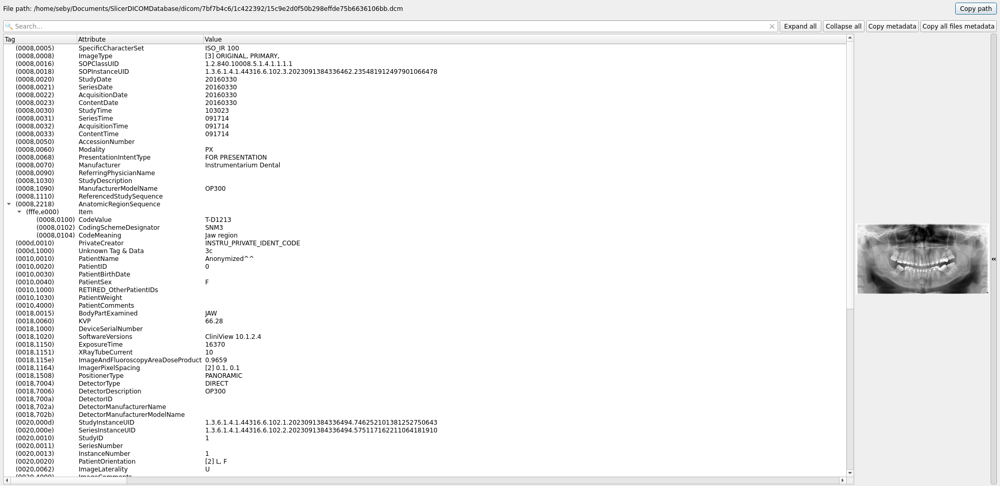 File path: /home/seby/Documents/SlicerDICOMDatabase/dicom/7bf7b4c6/1c422392/15c9e2d0f50b298effde75b6636106bb.dcm Copy path
Search... Expand all Collapse all Copy metadata Copy all files metadata
Tag Attribute Value
(0008,0005) SpecificCharacterSet ISO_IR 100
(0008,0008) ImageType [3] ORIGINAL, PRIMARY,
(0008,0016) SOPClassUID 1.2.840.10008.5.1.4.1.1.1.1
(0008,0018) SOPInstanceUID 1.3.6.1.4.1.44316.6.102.3.2023091384336462.235481912497901066478
(0008,0020) StudyDate 20160330
(0008,0021) SeriesDate 20160330
(0008,0022) AcquisitionDate 20160330
(0008,0023) ContentDate 20160330
(0008,0030) StudyTime 103023
(0008,0031) SeriesTime 091714
(0008,0032) AcquisitionTime 091714
(0008,0033) ContentTime 091714
(0008,0050) AccessionNumber
(0008,0060) Modality PX
(0008,0068) PresentationIntentType FOR PRESENTATION
(0008,0070) Manufacturer Instrumentarium Dental
(0008,0090) ReferringPhysicianName
(0008,1030) StudyDescription
(0008,1090) ManufacturerModelName OP300
(0008,1110) ReferencedStudySequence
(0008,2218) AnatomicRegionSequence
(fffe,e000) Item
(0008,0100) CodeValue T-D1213
(0008,0102) CodingSchemeDesignator SNM3
(0008,0104) CodeMeaning Jaw region
(000d,0010) PrivateCreator INSTRU_PRIVATE_IDENT_CODE
(000d,1000) Unknown Tag & Data 3c
(0010,0010) PatientName Anonymized^^
(0010,0020) PatientID 0
(0010,0030) PatientBirthDate
(0010,0040) PatientSex F
(0010,1000) RETIRED_OtherPatientIDs
(0010,1030) PatientWeight
(0010,4000) PatientComments
(0018,0015) BodyPartExamined JAW
(0018,0060) KVP 66.28
(0018,1000) DeviceSerialNumber
(0018,1020) SoftwareVersions CliniView 10.1.2.4
(0018,1150) ExposureTime 16370
(0018,1151) XRayTubeCurrent 10
(0018,115e) ImageAndFluoroscopyAreaDoseProduct 0.9659
(0018,1164) ImagerPixelSpacing [2] 0.1, 0.1
(0018,1508) PositionerType PANORAMIC
(0018,7004) DetectorType DIRECT
(0018,7006) DetectorDescription OP300
(0018,700a) DetectorID
(0018,702a) DetectorManufacturerName
(0018,702b) DetectorManufacturerModelName
(0020,000d) StudyInstanceUID 1.3.6.1.4.1.44316.6.102.1.2023091384336494.746252101381252750643
(0020,000e) SeriesInstanceUID 1.3.6.1.4.1.44316.6.102.2.2023091384336494.575117162211064181910
(0020,0010) StudyID 1
(0020,0011) SeriesNumber
(0020,0013) InstanceNumber 1
(0020,0020) PatientOrientation [2] L, F
(0020,0062) ImageLaterality U
(0020,4000) ImageComments